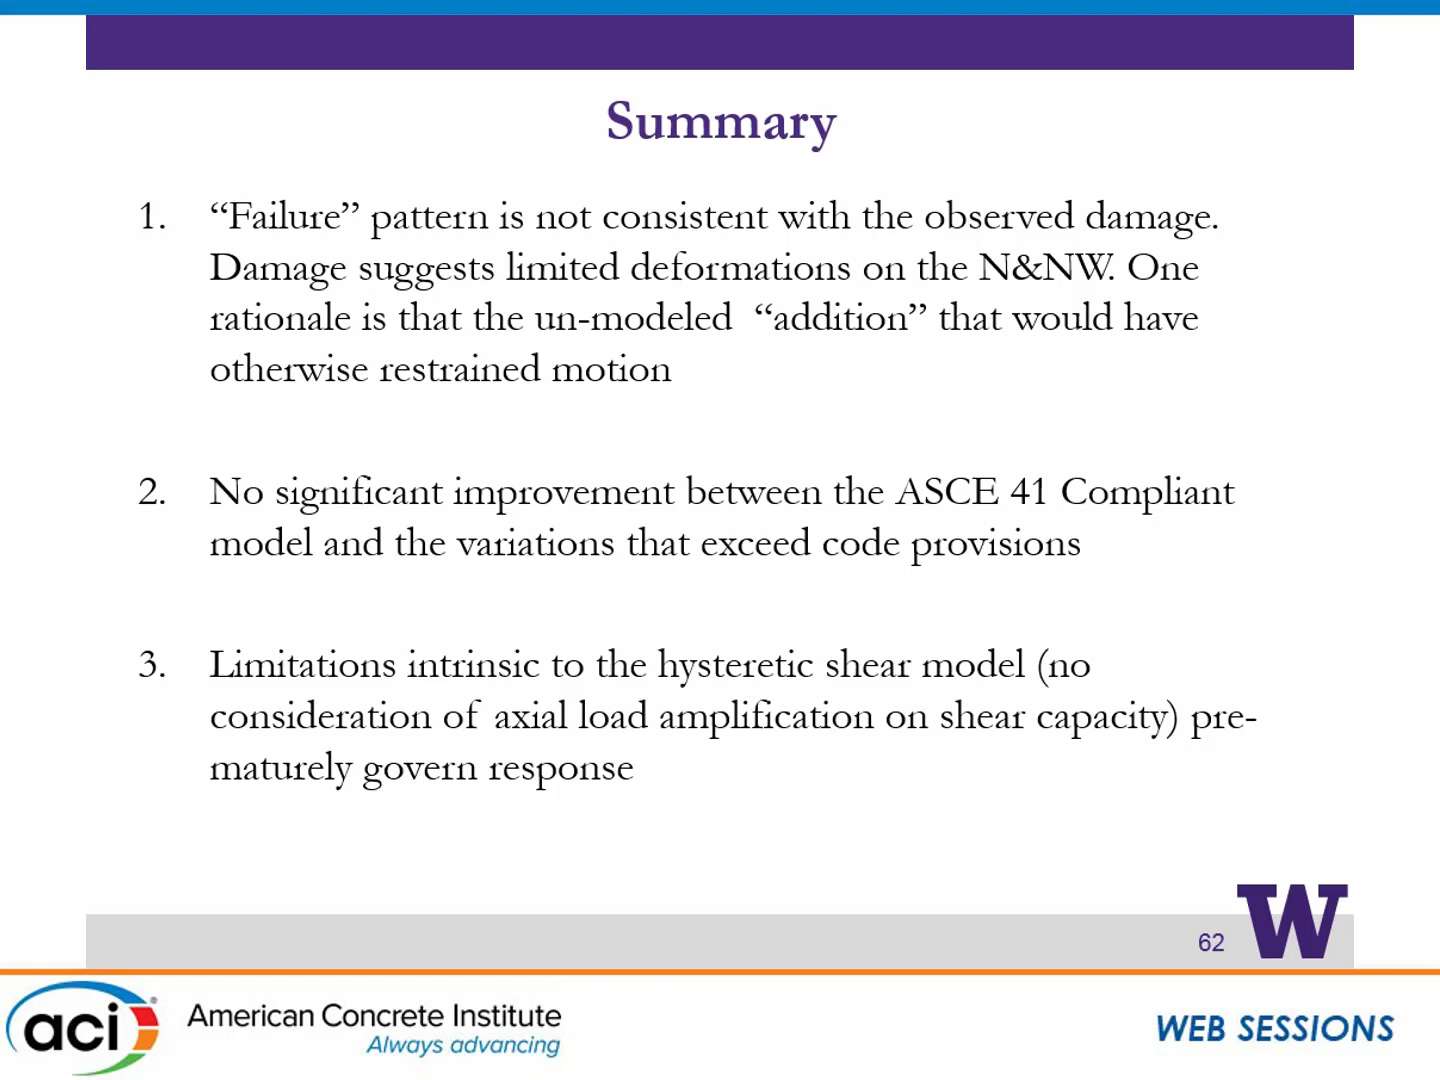 Summary
1. “Failure” pattern is not consistent with the observed damage.
Damage suggests limited deformations on the N&NW. One
rationale is that the un-modeled “addition” that would have
otherwise restrained motion
2. No significant improvement between the ASCE 41 Compliant
model and the variations that exceed code provisions
3. Limitations intrinsic to the hysteretic shear model (no
consideration of axial load amplification on shear capacity) pre-
maturely govern response
62
W
aci®
American Concrete Institute
Always advancing
WEB SESSIONS